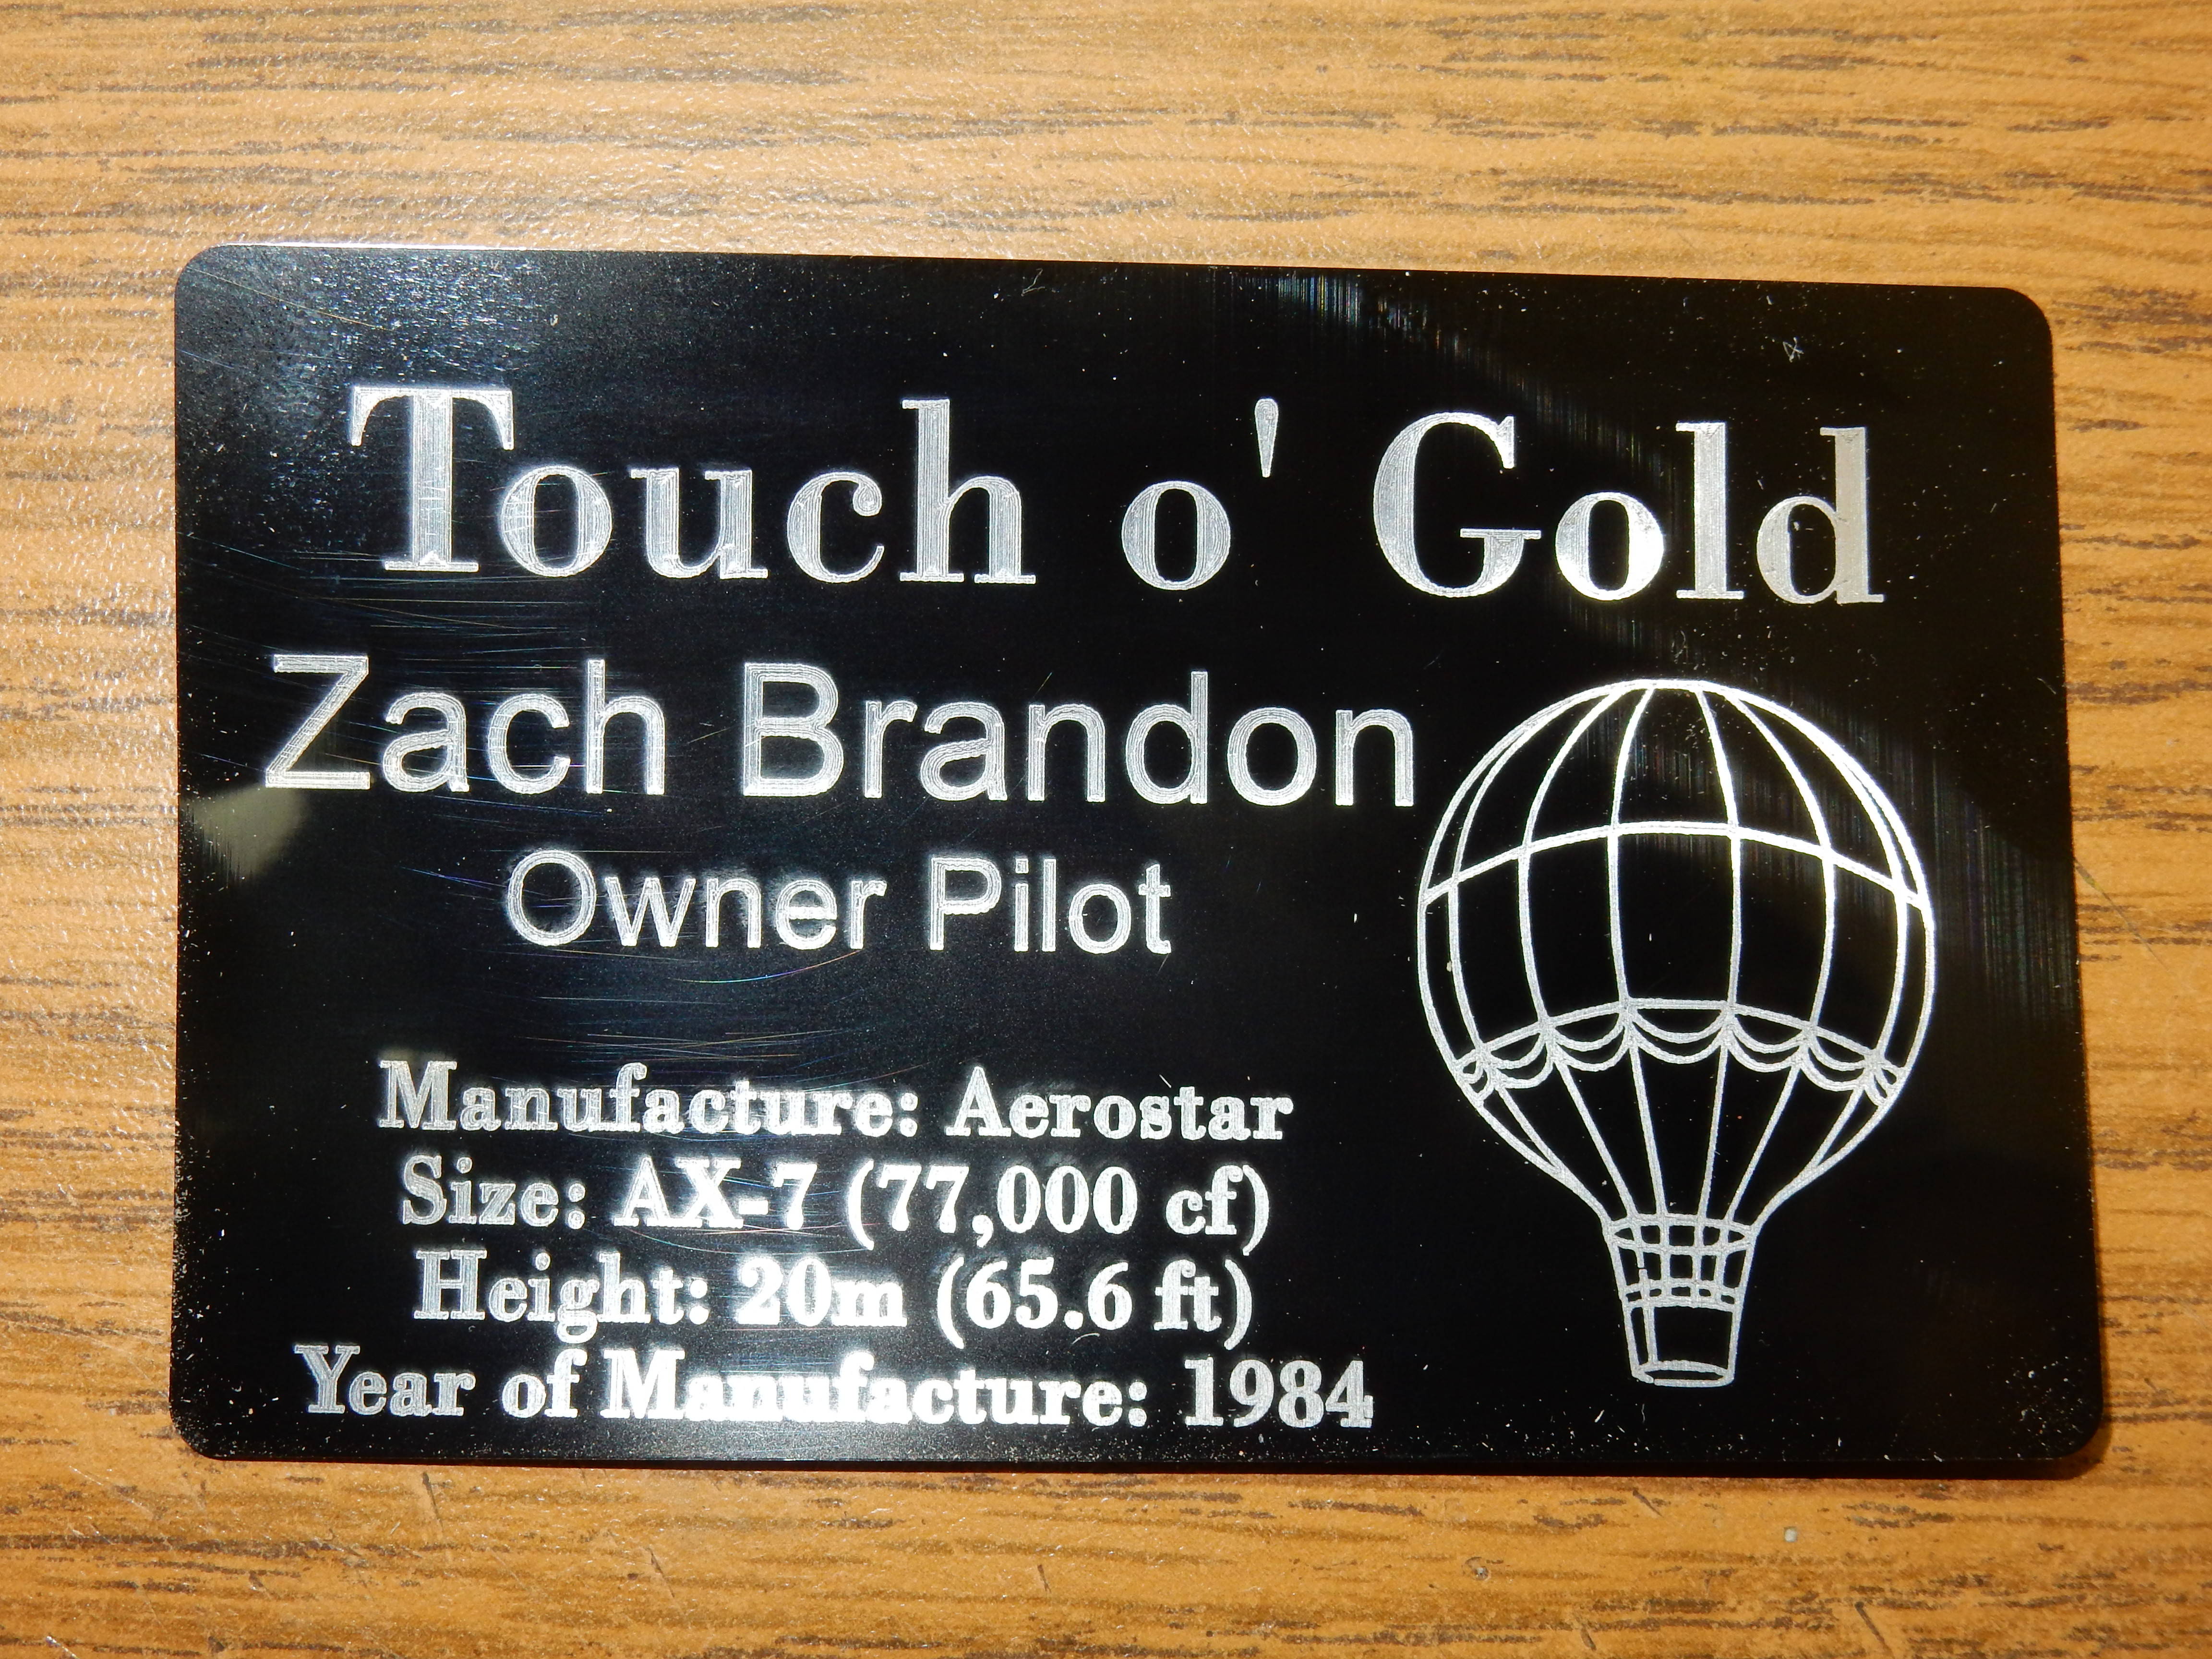 Touch o' Gold
Zach Brandon
Owner Pilot
Manufacture: Aerostar
Size: AX-7 (77,000 cf)
Height: 20m (65.6 ft)
Year of Manufacture: 1984